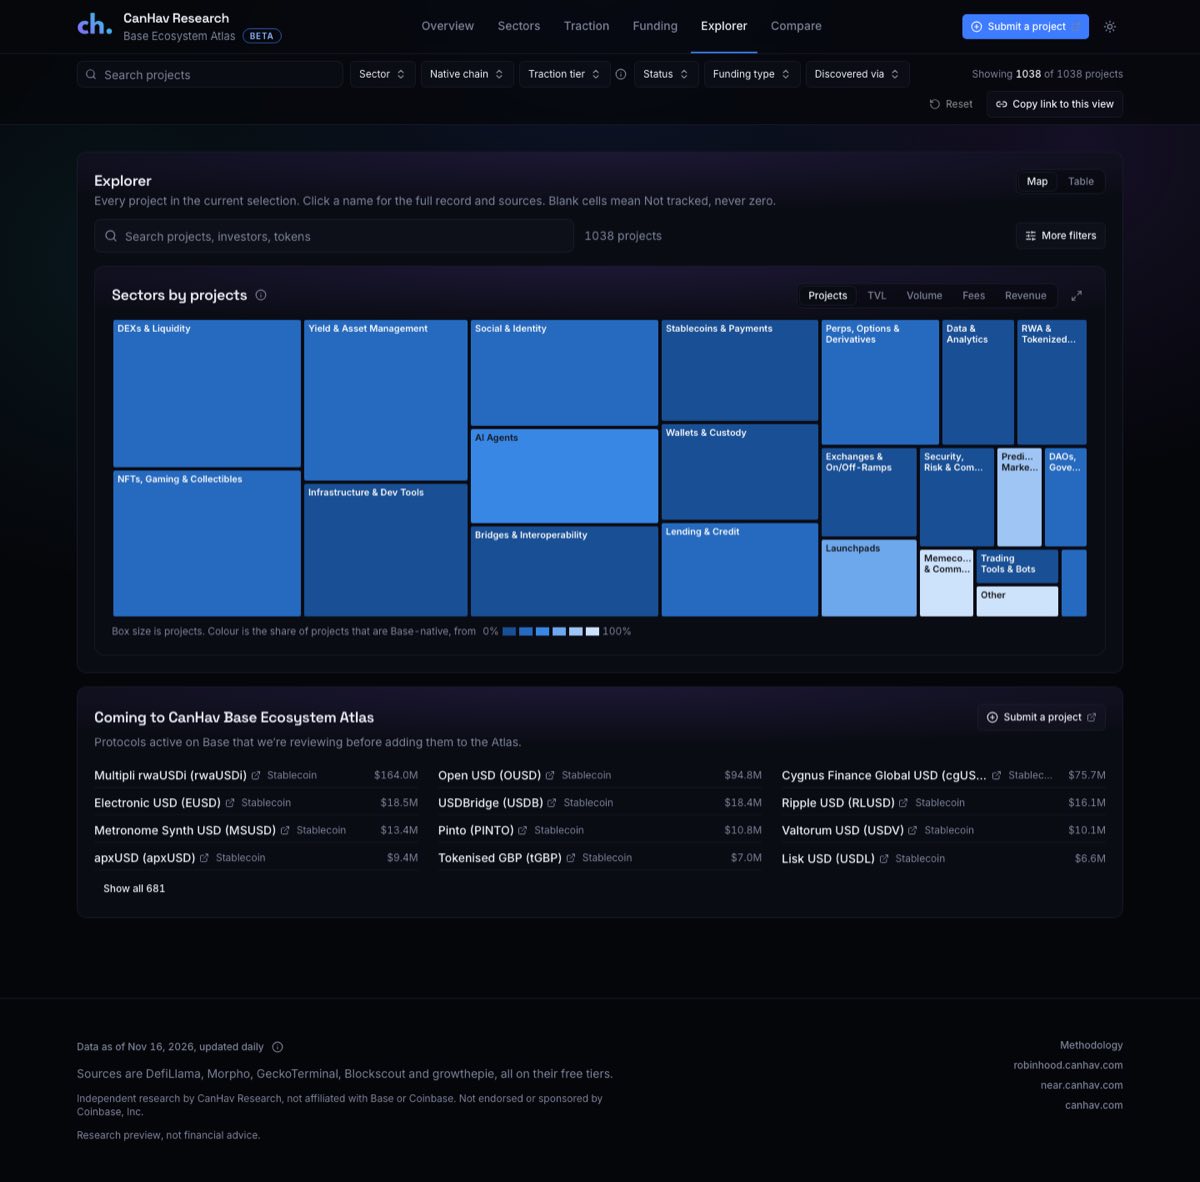 ch.
CanHav Research
Base Ecosystem Atlas BETA
Overview Sectors Traction Funding Explorer Compare
Submit a project
Search projects
Sector Native chain Traction tier Status Funding type Discovered via
Showing 1038 of 1038 projects
Reset Copy link to this view
Explorer
Map Table
Every project in the current selection. Click a name for the full record and sources. Blank cells mean Not tracked, never zero.
Search projects, investors, tokens 1038 projects More filters
Sectors by projects
Projects TVL Volume Fees Revenue
DEXs & Liquidity
NFTs, Gaming & Collectibles
Yield & Asset Management
Infrastructure & Dev Tools
Social & Identity
AI Agents
Bridges & Interoperability
Stablecoins & Payments
Wallets & Custody
Lending & Credit
Perps, Options &
Derivatives
Data &
Analytics
RWA &
Tokenized...
Exchanges &
On/Off-Ramps
Launchpads
Security,
Risk & Com...
Predi...
Marke...
DAOs,
Gove...
Memeco...
& Comm...
Trading
Tools & Bots
Other
Box size is projects. Colour is the share of projects that are Base-native, from 0% 100%
Coming to CanHav Base Ecosystem Atlas
Submit a project
Protocols active on Base that we're reviewing before adding them to the Atlas.
Multipli rwaUSDi (rwaUSDi) Stablecoin $164.0M
Open USD (OUSD) Stablecoin $94.8M
Cygnus Finance Global USD (cgUS... Stablec... $75.7M
Electronic USD (EUSD) Stablecoin $18.5M
USDBridge (USDB) Stablecoin $18.4M
Ripple USD (RLUSD) Stablecoin $16.1M
Metronome Synth USD (MSUSD) Stablecoin $13.4M
Pinto (PINTO) Stablecoin $10.8M
Valtorum USD (USDV) Stablecoin $10.1M
apxUSD (apxUSD) Stablecoin $9.4M
Tokenised GBP (tGBP) Stablecoin $7.0M
Lisk USD (USDL) Stablecoin $6.6M
Show all 681
Data as of Nov 16, 2026, updated daily
Sources are DefiLlama, Morpho, GeckoTerminal, Blockscout and growthepie, all on their free tiers.
Independent research by CanHav Research, not affiliated with Base or Coinbase. Not endorsed or sponsored by
Coinbase, Inc.
Research preview, not financial advice.
Methodology
robinhood.canhav.com
near.canhav.com
canhav.com